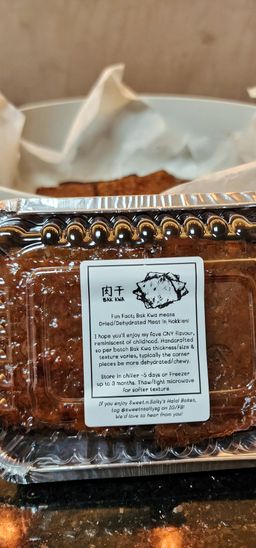 肉干
BAK KWA
Fun Fact: Bak Kwa means
Dried/Dehydrated Meat in Hokkien!
I hope you'll enjoy my fave CNY flavour,
reminiscent of childhood. Handcrafted
so per batch Bak Kwa thickness/size &
texture varies, typically the corner
pieces be more dehydrated/chewy.
Store in chiller ~5 days or Freezer
up to 3 months. Thaw/light microwave
for softer texture
If you enjoy Sweet.n.Salty's Halal Bakes,
tag @sweetnsaltysg on IG/FB!
We'd love to hear from you!